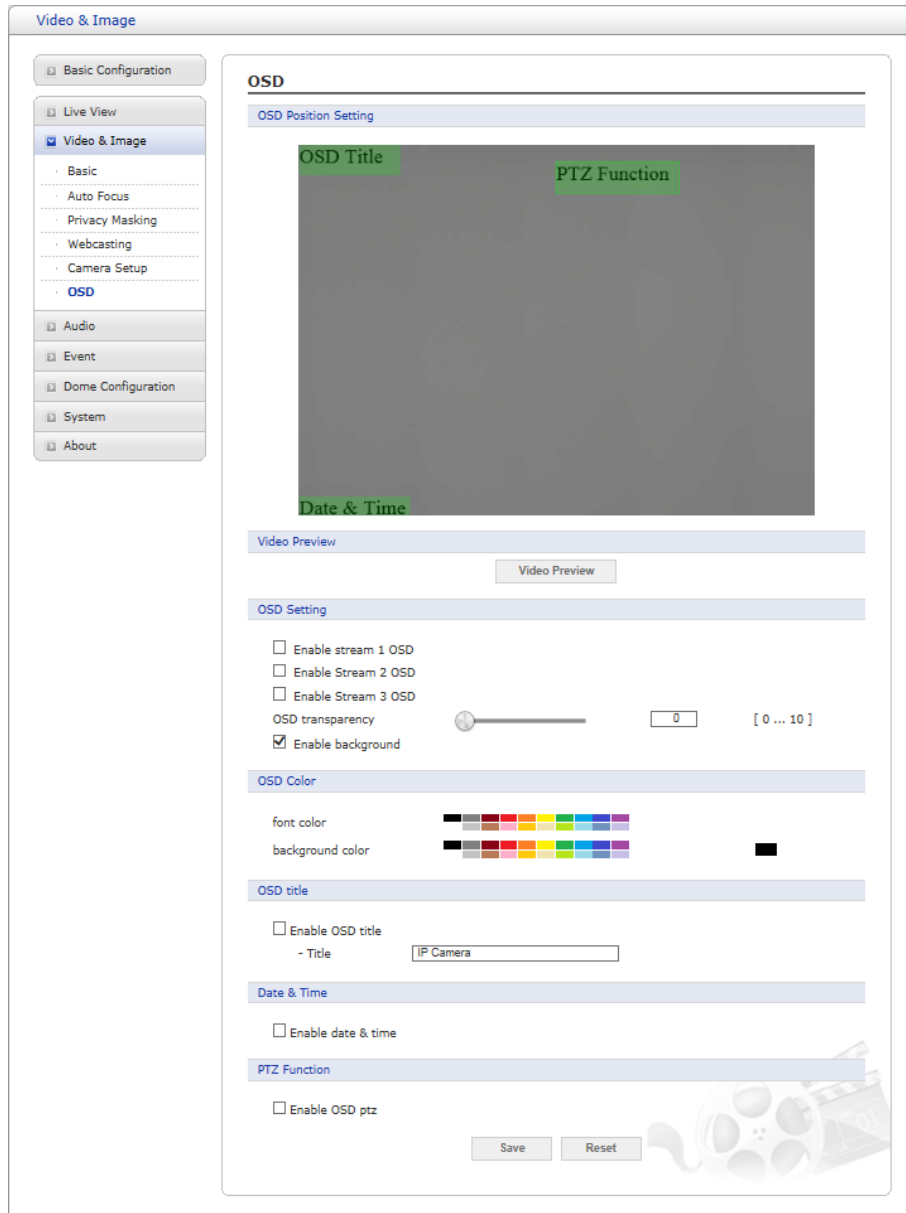 Video & Image
Basic Configuration
Live View
Video & Image
Basic
Auto Focus
Privacy Masking
Webcasting
Camera Setup
OSD
Audio
Event
Dome Configuration
System
About
OSD
OSD Position Setting
OSD Title
PTZ Function
Date & Time
Video Preview
Video Preview
OSD Setting
Enable stream 1 OSD
Enable Stream 2 OSD
Enable Stream 3 OSD
OSD transparency 0 [ 0 ... 10 ]
Enable background
OSD Color
font color
background color
OSD title
Enable OSD title
- Title IP Camera
Date & Time
Enable date & time
PTZ Function
Enable OSD ptz
Save Reset